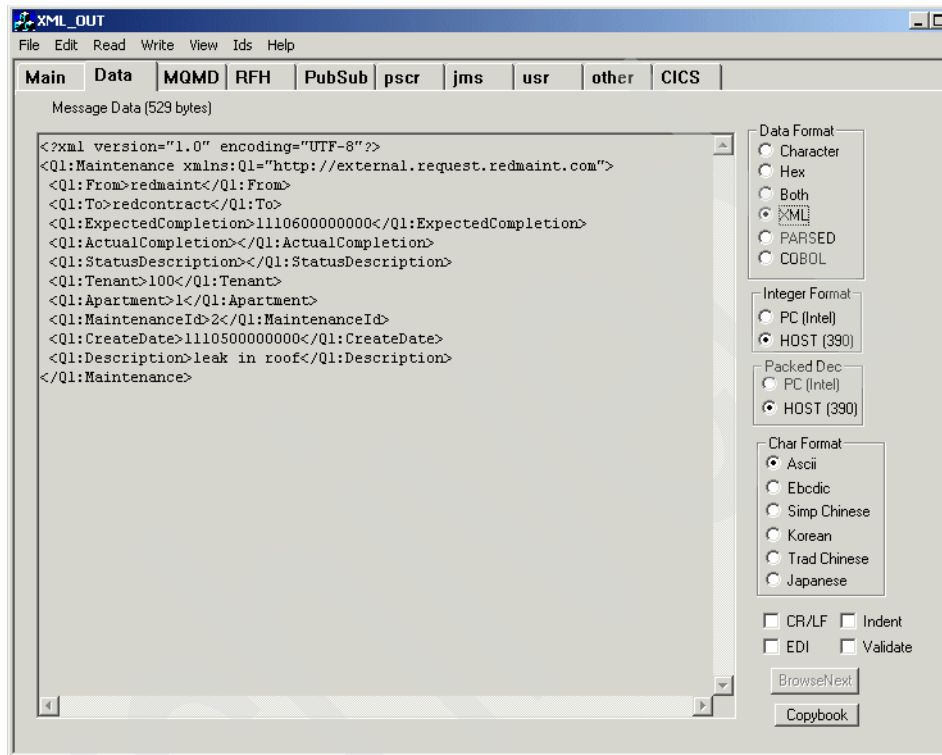 XML_OUT
File Edit Read Write View Ids Help
Main Data MQMD RFH PubSub pscr jms usr other CICS
Message Data (529 bytes)
<?xml version="1.0" encoding="UTF-8"?>
<Q1:Maintenance xmlns:Q1="http://external.request.redmaint.com">
<Q1:From>redmaint</Q1:From>
<Q1:To>redcontract</Q1:To>
<Q1:ExpectedCompletion>1110600000000</Q1:ExpectedCompletion>
<Q1:ActualCompletion></Q1:ActualCompletion>
<Q1:StatusDescription></Q1:StatusDescription>
<Q1:Tenant>100</Q1:Tenant>
<Q1:Apartment>1</Q1:Apartment>
<Q1:MaintenanceId>2</Q1:MaintenanceId>
<Q1:CreateDate>1110500000000</Q1:CreateDate>
<Q1:Description>leak in roof</Q1:Description>
</Q1:Maintenance>
Data Format
Character
Hex
Both
XML
PARSED
COBOL
Integer Format
PC (Intel)
HOST (390)
Packed Dec
PC (Intel)
HOST (390)
Char Format
Ascii
Ebcdic
Simp Chinese
Korean
Trad Chinese
Japanese
CR/LF Indent
EDI Validate
BrowseNext
Copybook